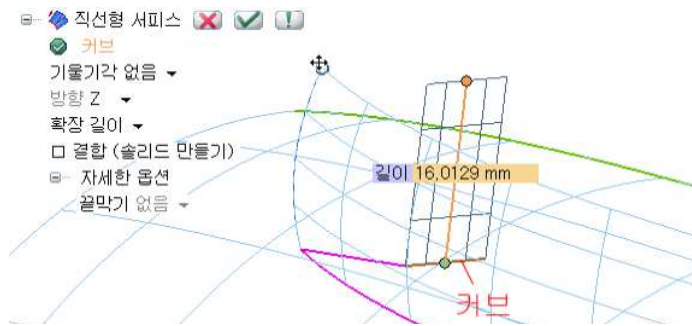 직선형 서피스
커브
기울기각 없음
방향 Z
확장 길이
결합 (솔리드 만들기)
자세한 옵션
끝막기 없음
길이 16,0129 mm
커브